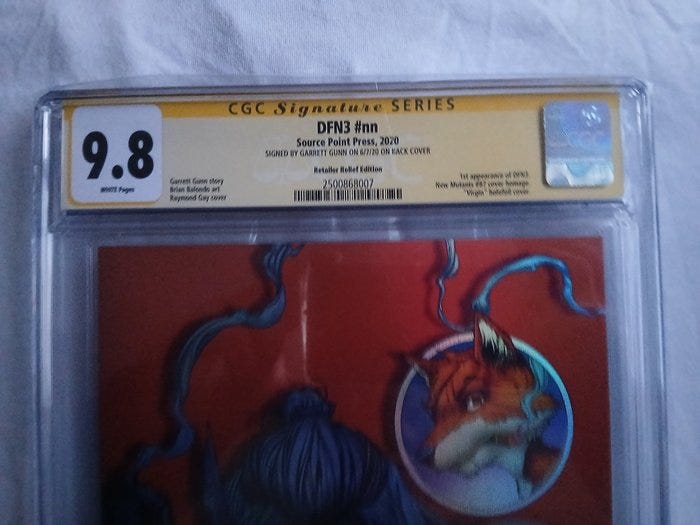 CGC Signature SERIES
9.8
WHITE Pages
DFN3 #nn
Source Point Press, 2020
SIGNED BY GARRETT GUNN ON 6/7/20 ON BACK COVER
Retailer Relief Edition
2500868007
Garrett Gunn story
Brian Balondo art
Raymond Gay cover
1st appearance of DFN3
New Mutants #87 cover homage
"Virgin" holofoil cover